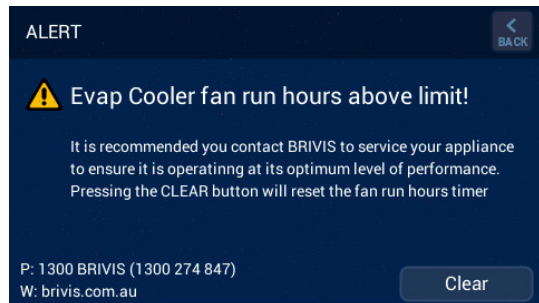 ALERT
BACK
Evap Cooler fan run hours above limit!
It is recommended you contact BRIVIS to service your appliance
to ensure it is operatinng at its optimum level of performance.
Pressing the CLEAR button will reset the fan run hours timer
P: 1300 BRIVIS (1300 274 847)
W: brivis.com.au
Clear